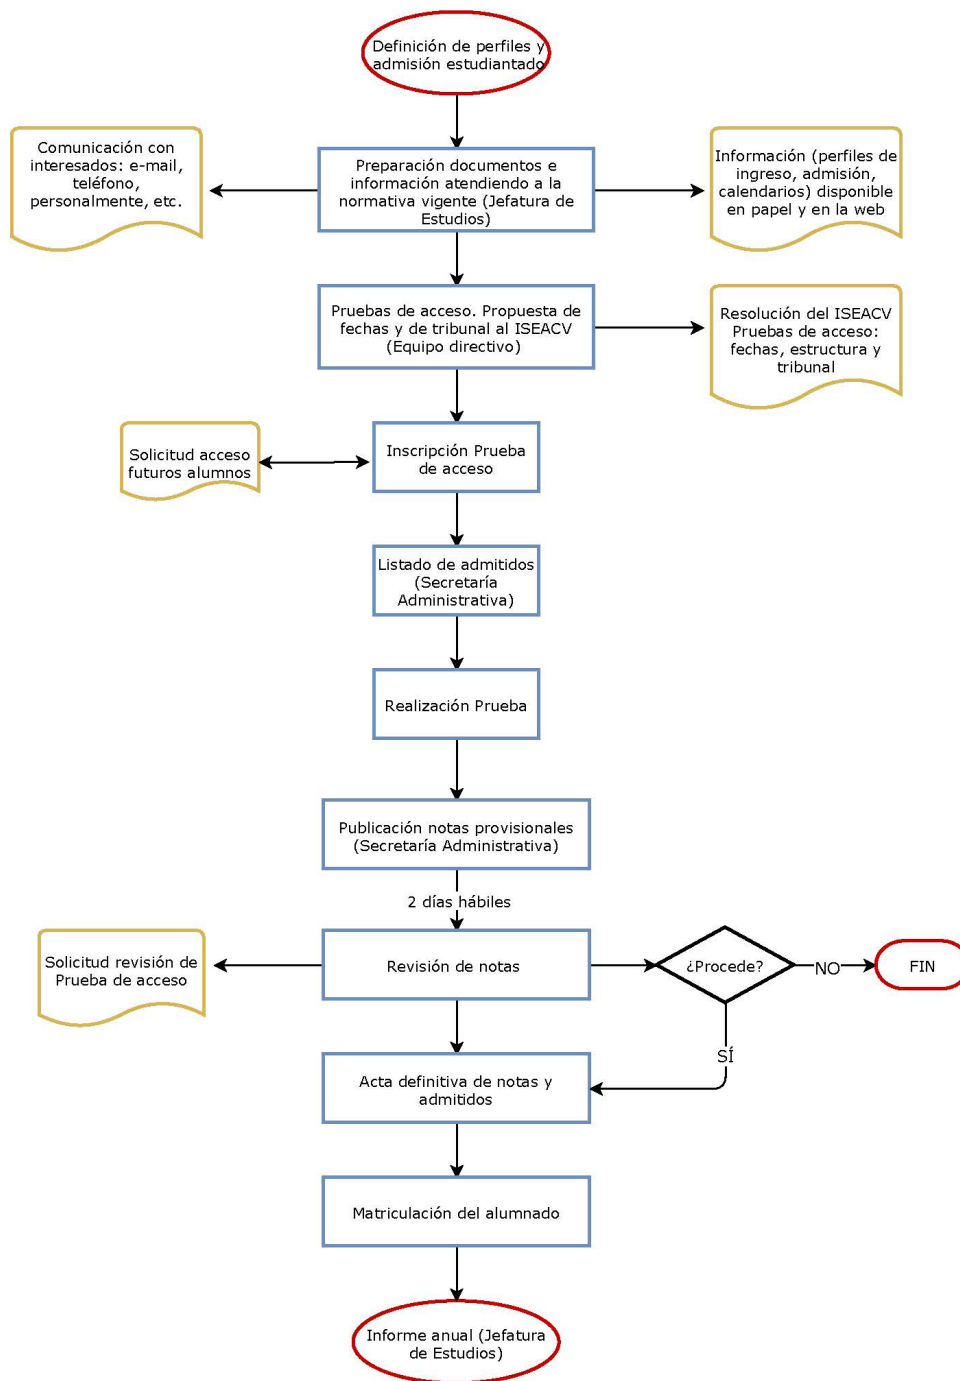 Definición de perfiles y
admisión estudiantado
Comunicación con
interesados: e-mail,
teléfono,
personalmente, etc.
Preparación documentos e
información atendiendo a la
normativa vigente (Jefatura de
Estudios)
Información (perfiles de
ingreso, admisión,
calendarios) disponible
en papel y en la web
Pruebas de acceso. Propuesta de
fechas y de tribunal al ISEACV
(Equipo directivo)
Resolución del ISEACV
Pruebas de acceso:
fechas, estructura y
tribunal
Solicitud acceso
futuros alumnos
Inscripción Prueba
de acceso
Listado de admitidos
(Secretaría
Administrativa)
Realización Prueba
Publicación notas provisionales
(Secretaría Administrativa)
2 días hábiles
Solicitud revisión de
Prueba de acceso
Revisión de notas
¿Procede?
NO
FIN
SÍ
Acta definitiva de notas y
admitidos
Matriculación del alumnado
Informe anual (Jefatura
de Estudios)